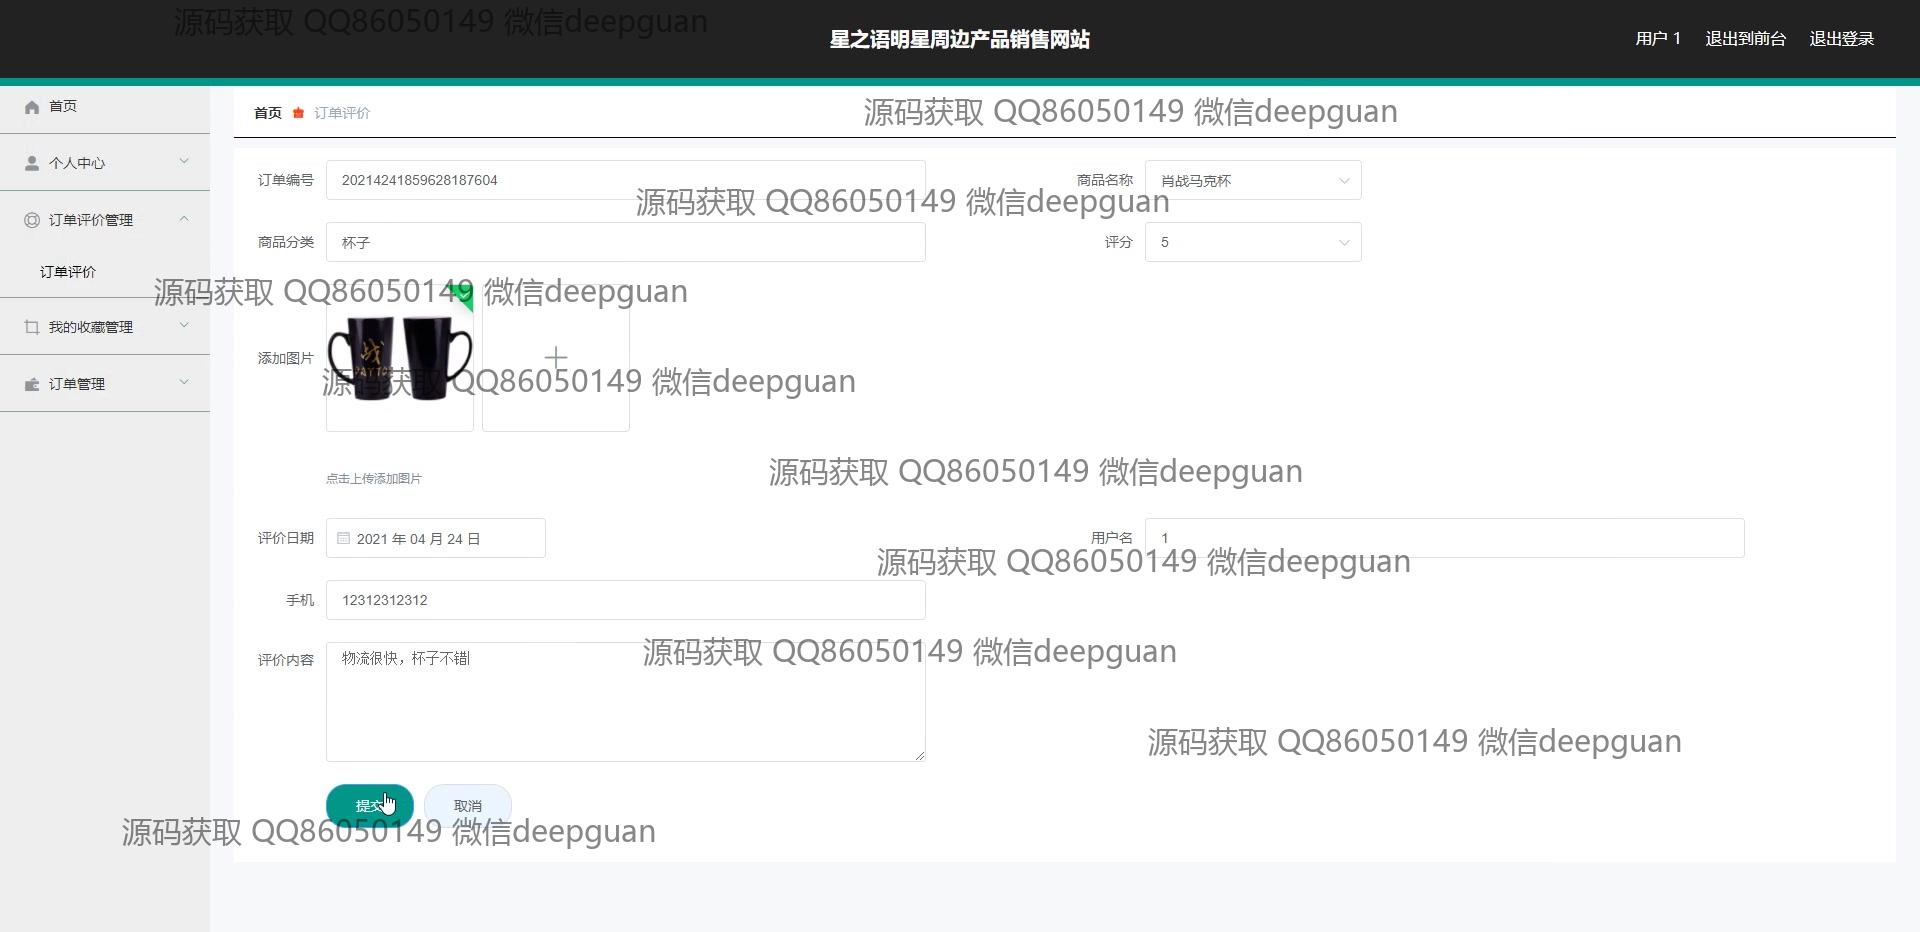 源码获取 QQ86050149 微信deepguan
星之语明星周边产品销售网站
用户 1 退出到前台 退出登录
首页
首页 订单评价
源码获取 QQ86050149 微信deepguan
个人中心
订单编号 20214241859628187604
商品名称 肖战马克杯
源码获取 QQ86050149 微信deepguan
订单评价管理
商品分类 杯子
评分 5
订单评价
源码获取 QQ86050149 微信deepguan
我的收藏管理
添加图片
战
源码获取 QQ86050149 微信deepguan
订单管理
源码获取 QQ86050149 微信deepguan
点击上传添加图片
评价日期 2021 年 04 月 24 日
用户名 1
源码获取 QQ86050149 微信deepguan
手机 12312312312
评价内容 物流很快，杯子不错
源码获取 QQ86050149 微信deepguan
源码获取 QQ86050149 微信deepguan
提交 取消
源码获取 QQ86050149 微信deepguan